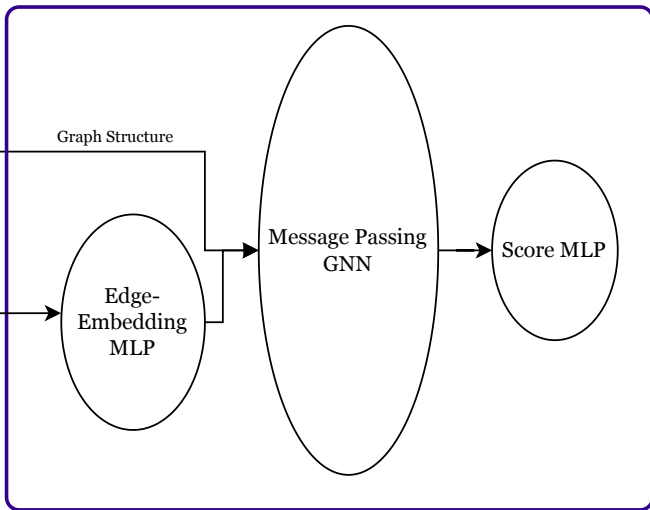 Graph Structure
Edge-
Embedding
MLP
Message Passing
GNN
Score MLP